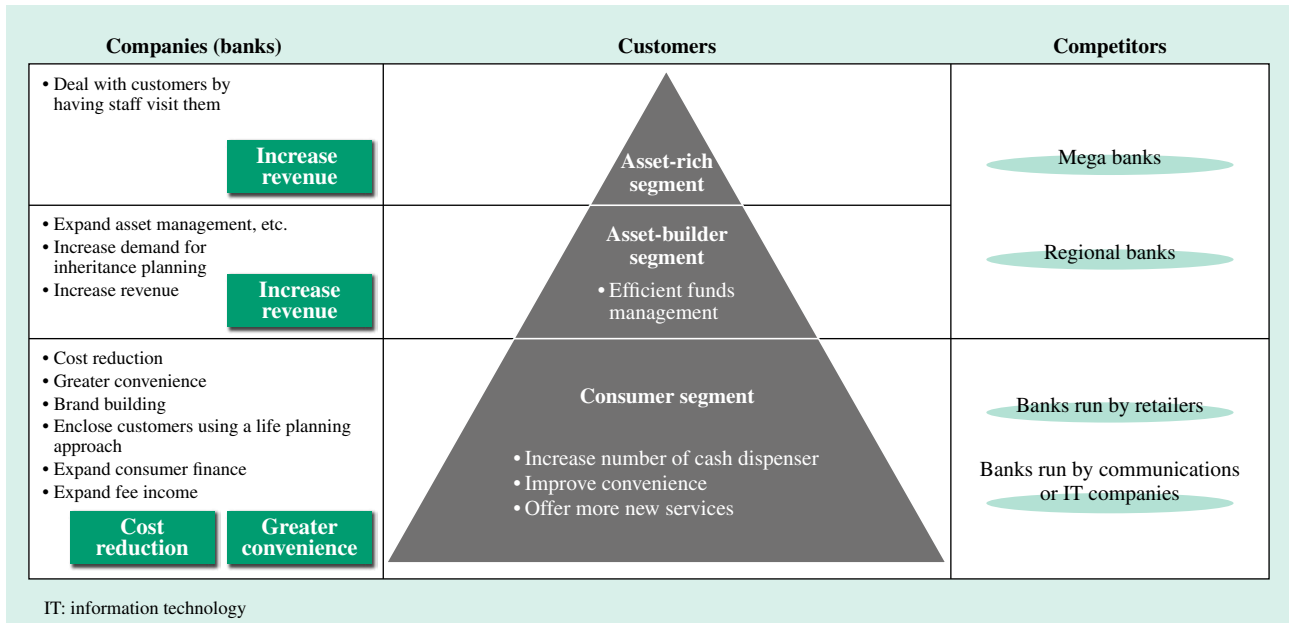 Companies (banks)
Customers
Competitors
• Deal with customers by
having staff visit them
Increase
revenue
Asset-rich
segment
Mega banks
• Expand asset management, etc.
• Increase demand for
inheritance planning
• Increase revenue
Increase
revenue
Asset-builder
segment
• Efficient funds
management
Regional banks
• Cost reduction
• Greater convenience
• Brand building
• Enclose customers using a life planning
approach
• Expand consumer finance
• Expand fee income
Cost
reduction
Greater
convenience
Consumer segment
• Increase number of cash dispenser
• Improve convenience
• Offer more new services
Banks run by retailers
Banks run by communications
or IT companies
IT: information technology